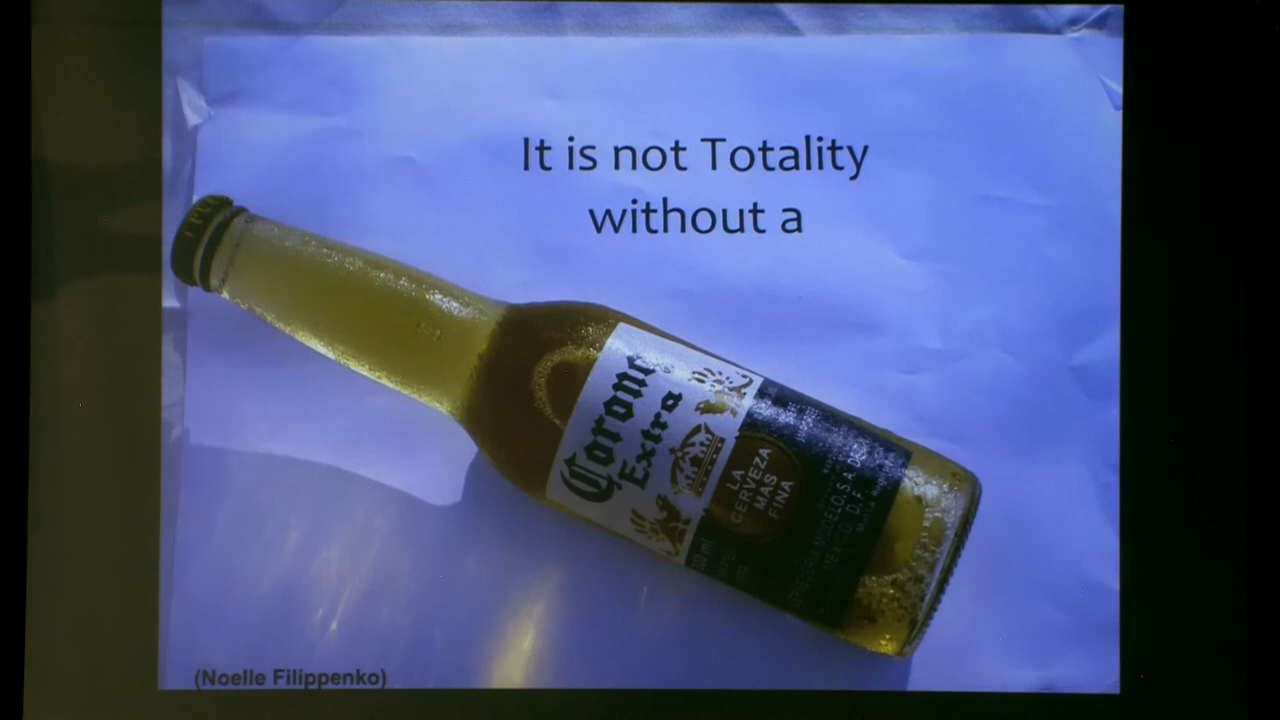 It is not Totality
without a
Corona
Extra
LA
CERVEZA
MAS
FINA
(Noelle Filippenko)